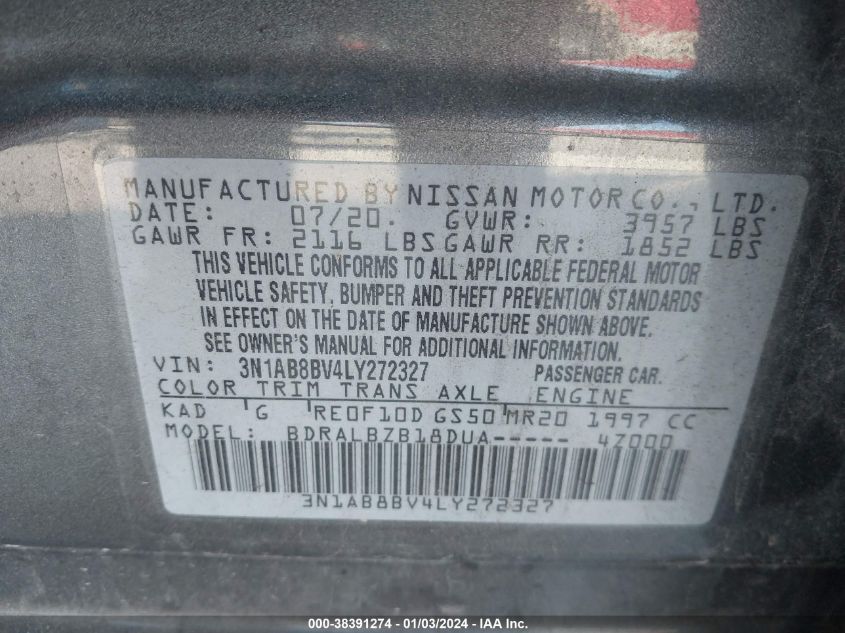 MANUFACTURED BY NISSAN MOTOR CO., LTD.
DATE: 07/20. GVWR: 3957 LBS
GAWR FR: 2116 LBS GAWR RR: 1852 LBS
THIS VEHICLE CONFORMS TO ALL APPLICABLE FEDERAL MOTOR
VEHICLE SAFETY, BUMPER AND THEFT PREVENTION STANDARDS
IN EFFECT ON THE DATE OF MANUFACTURE SHOWN ABOVE.
SEE OWNER'S MANUAL FOR ADDITIONAL INFORMATION.
VIN: 3N1AB8BV4LY272327 PASSENGER CAR.
COLOR TRIM TRANS AXLE ENGINE
KAD G RE0F10D GS50 MR20 1997 CC
MODEL: BDRALBZB18DUA----- 4Z000
3N1AB8BV4LY272327
000-38391274 - 01/03/2024 - IAA Inc.